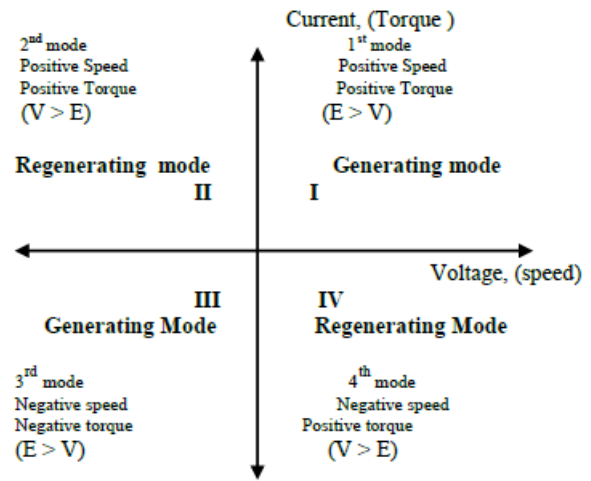 Current, (Torque )
2nd mode
Positive Speed
Positive Torque
(V > E)
1st mode
Positive Speed
Positive Torque
(E > V)
Regenerating mode
II
Generating mode
I
Voltage, (speed)
III
Generating Mode
IV
Regenerating Mode
3rd mode
Negative speed
Negative torque
(E > V)
4th mode
Negative speed
Positive torque
(V > E)